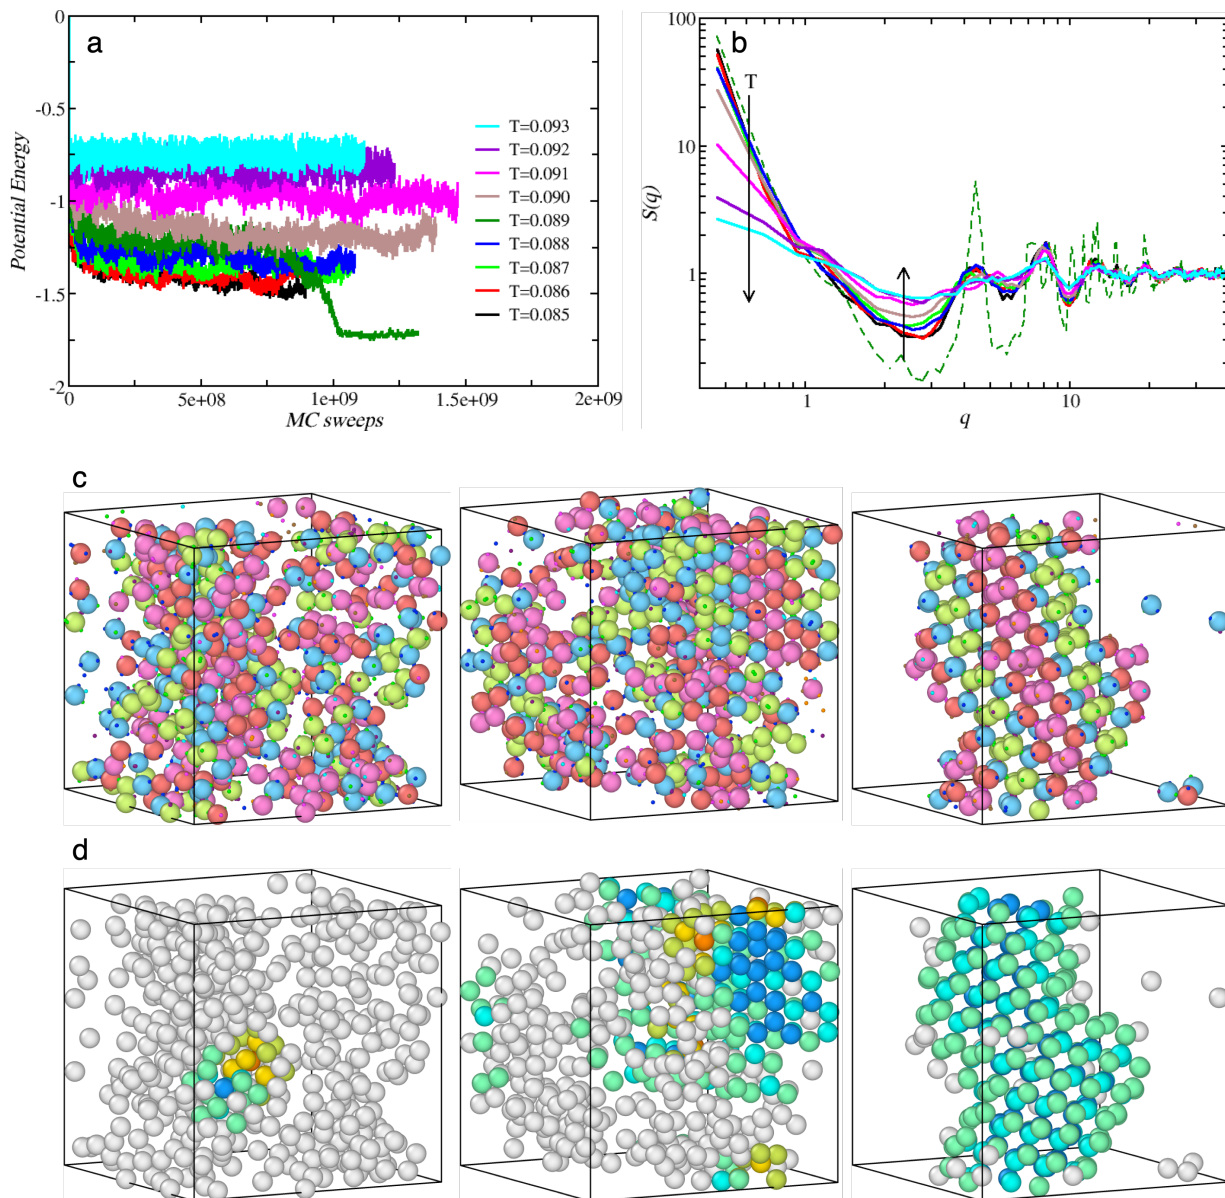 a
0
-0.5
-1
-1.5
-2
Potential Energy
0
5e+08
1e+09
1.5e+09
2e+09
MC sweeps
T=0.093
T=0.092
T=0.091
T=0.090
T=0.089
T=0.088
T=0.087
T=0.086
T=0.085
b
100
10
1
S(q)
T
1
10
q
c
d